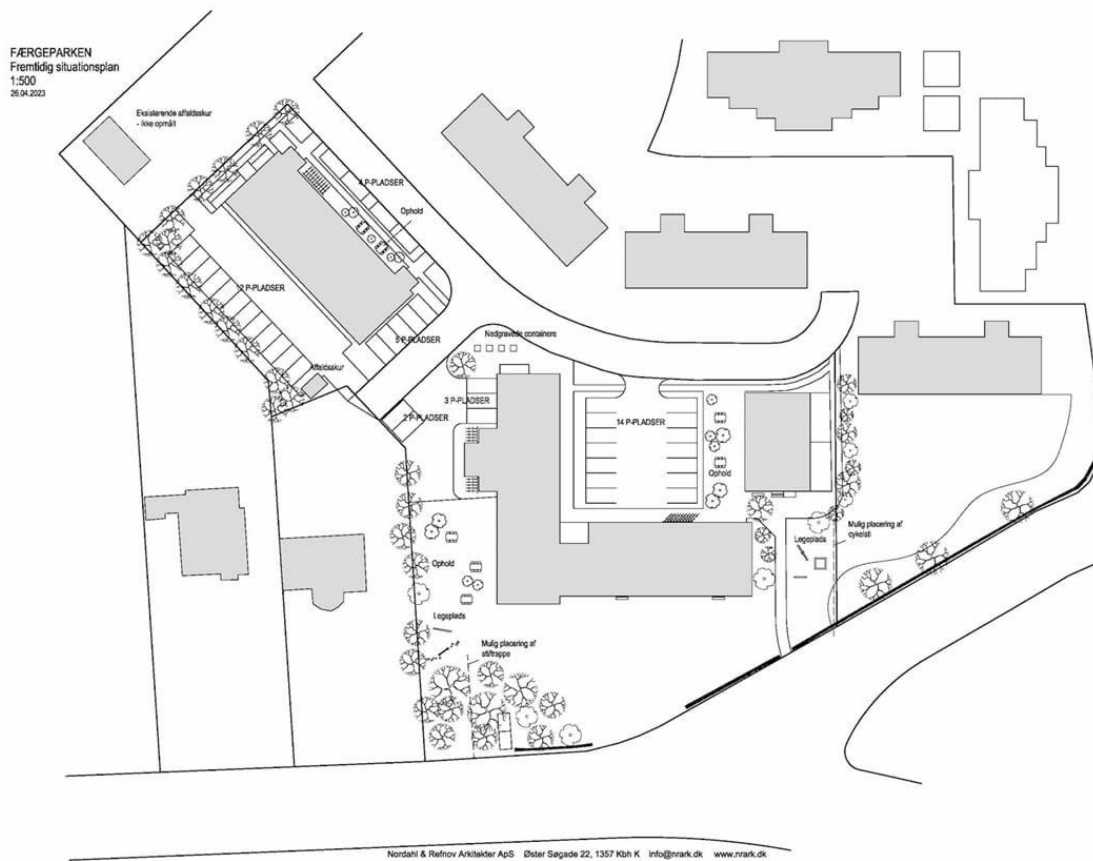 FÆRGEPARKEN
Fremtidig situationsplan
1:500
26.04.2023
Eksisterende affaldsskur
- ikke opmålt
4 P-PLADSER
Ophold
12 P-PLADSER
5 P-PLADSER
Nedgravede containere
Affaldsskur
3 P-PLADSER
2 P-PLADSER
14 P-PLADSER
Ophold
Mulig placering af
cykelsti
Legeplads
Ophold
Legeplads
Mulig placering af
sti/trappe
Nordahl & Refnov Arkitekter ApS Øster Søgade 22, 1357 Kbh K info@nrark.dk www.nrark.dk